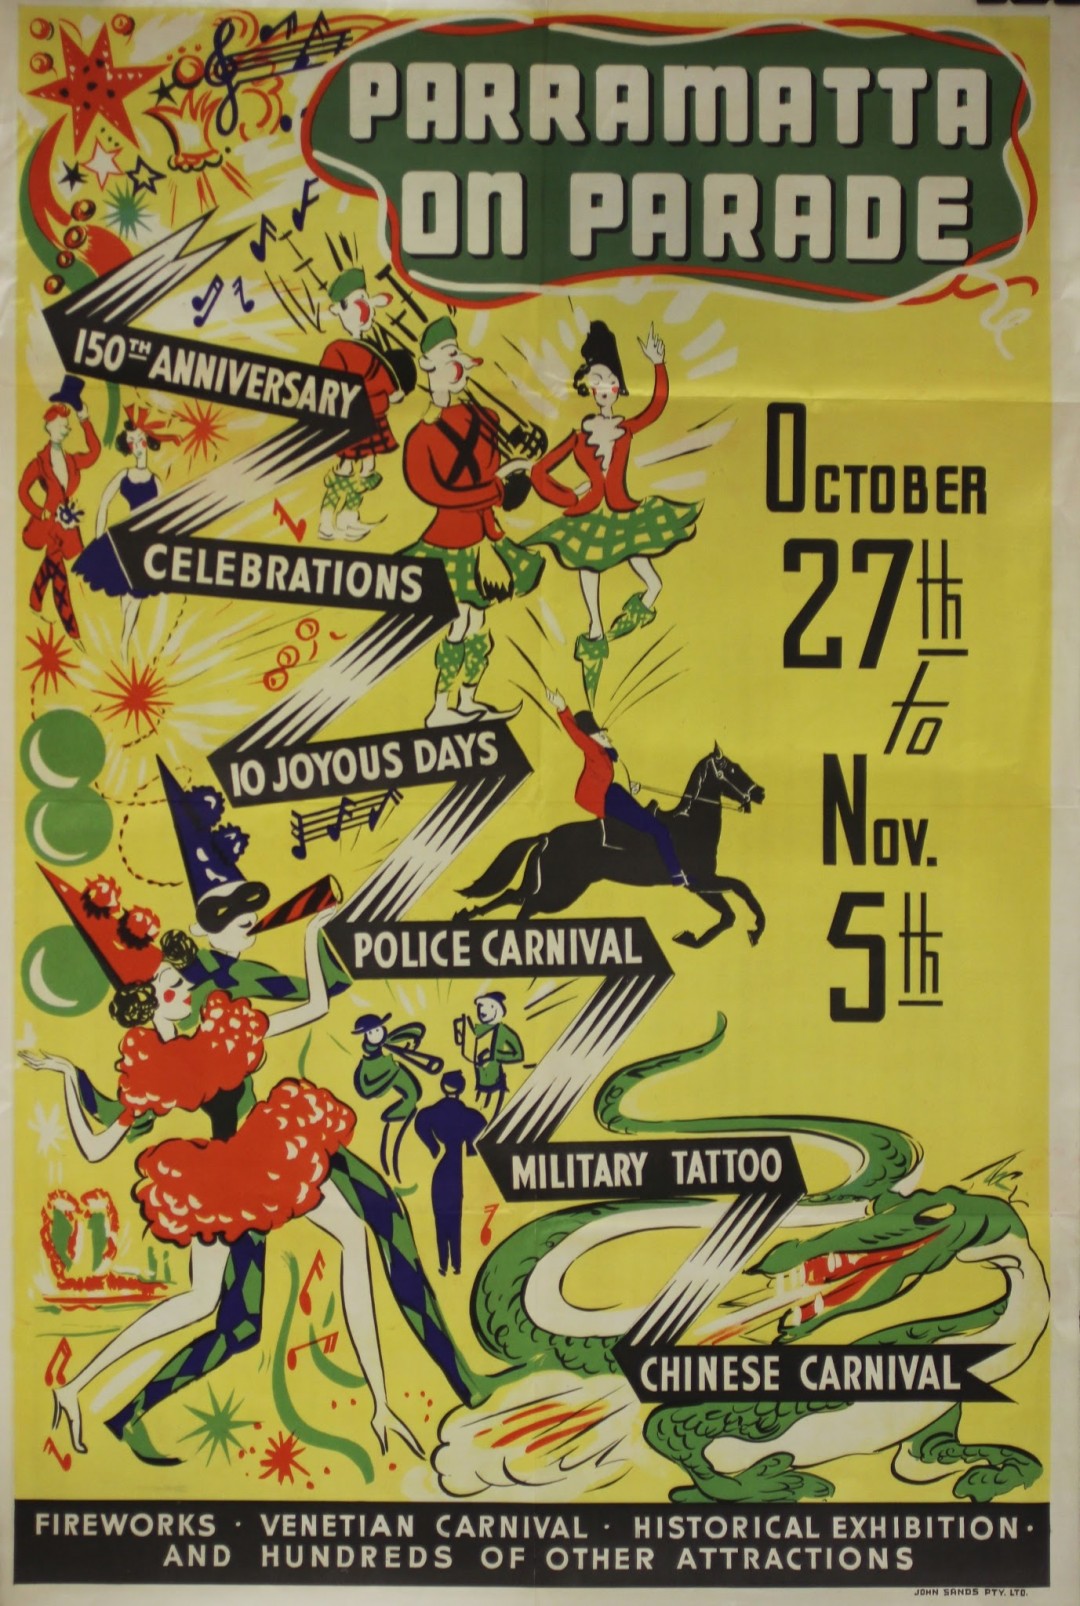 PARRAMATTA
ON PARADE
150TH ANNIVERSARY
CELEBRATIONS
10 JOYOUS DAYS
POLICE CARNIVAL
MILITARY TATTOO
CHINESE CARNIVAL
OCTOBER
27th
to
NOV.
5th
FIREWORKS · VENETIAN CARNIVAL · HISTORICAL EXHIBITION ·
AND HUNDREDS OF OTHER ATTRACTIONS
JOHN SANDS PTY. LTD.